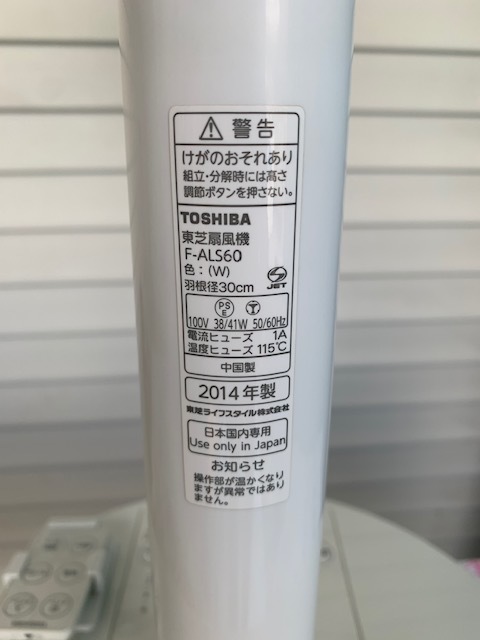 警告
けがのおそれあり
組立・分解時には高さ
調節ボタンを押さない。
TOSHIBA
東芝扇風機
F-ALS60
色：(W)
羽根径30cm
JET
PS
E
100V 38/41W 50/60Hz
電流ヒューズ 1A
温度ヒューズ 115℃
中国製
2014年製
東芝ライフスタイル株式会社
日本国内専用
Use only in Japan
お知らせ
操作部が温かくなり
ますが異常ではあり
ません。